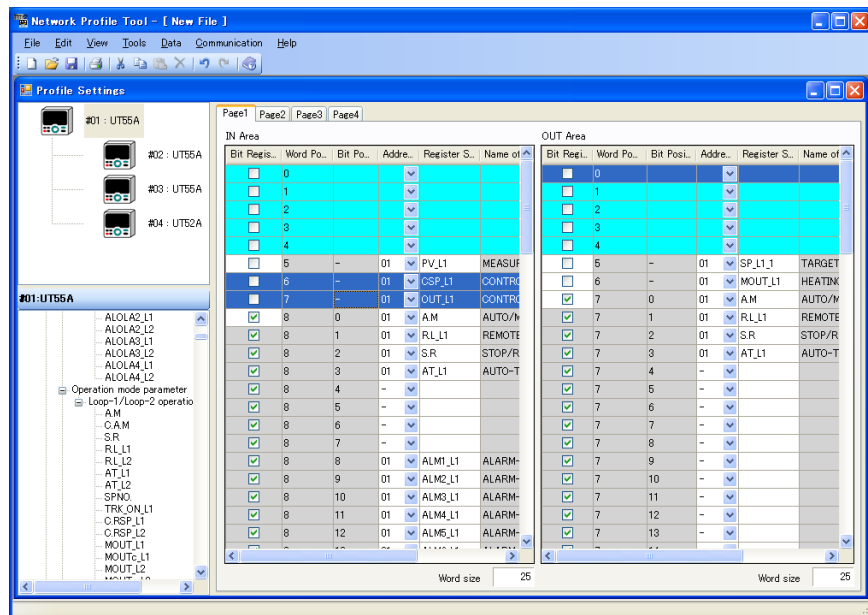 Network Profile Tool - [ New File ]
File Edit View Tools Data Communication Help
Profile Settings
#01 : UT55A
#02 : UT55A
#03 : UT55A
#04 : UT52A
#01:UT55A
ALOLA2_L1
ALOLA2_L2
ALOLA3_L1
ALOLA3_L2
ALOLA4_L1
ALOLA4_L2
Operation mode parameter
Loop-1/Loop-2 operatio
A.M
C.A.M
S.R
R.L_L1
R.L_L2
AT_L1
AT_L2
SPNO.
TRK_ON_L1
C.RSP_L1
C.RSP_L2
MOUT_L1
MOUTc_L1
MOUT_L2
Page1 Page2 Page3 Page4
IN Area
Bit Regis... Word Po... Bit Po... Addre... Register S... Name of
0
1
2
3
4
5 - 01 PV_L1 MEASUR
6 - 01 CSP_L1 CONTRO
7 - 01 OUT_L1 CONTRO
8 0 01 A.M AUTO/M
8 1 01 R.L_L1 REMOTE
8 2 01 S.R STOP/R
8 3 01 AT_L1 AUTO-T
8 4 -
8 5 -
8 6 -
8 7 -
8 8 01 ALM1_L1 ALARM-
8 9 01 ALM2_L1 ALARM-
8 10 01 ALM3_L1 ALARM-
8 11 01 ALM4_L1 ALARM-
8 12 01 ALM5_L1 ALARM-
Word size 25
OUT Area
Bit Regi... Word Po... Bit Posi... Addre... Register S... Name of
0
1
2
3
4
5 - 01 SP_L1_1 TARGET
6 - 01 MOUT_L1 HEATIN
7 0 01 A.M AUTO/M
7 1 01 R.L_L1 REMOTE
7 2 01 S.R STOP/R
7 3 01 AT_L1 AUTO-T
7 4 -
7 5 -
7 6 -
7 7 -
7 8 -
7 9 -
7 10 -
7 11 -
7 12 -
7 13 -
Word size 25